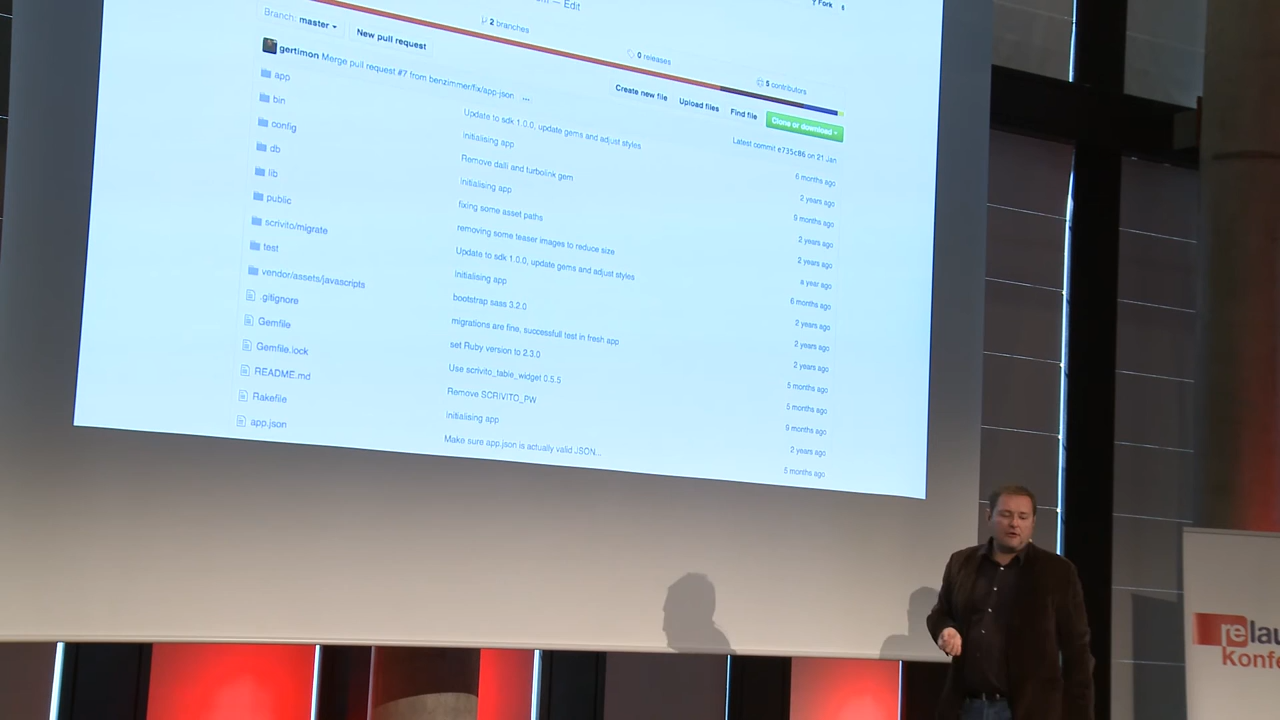 — Edit
Fork
2 branches
0 releases
5 contributors
Branch: master
New pull request
Create new file
Upload files
Find file
Clone or download
gertimon Merge pull request #7 from benzimmer/fix/app-json ...
Latest commit e735c86 on 21 Jan
app
Update to sdk 1.0.0, update gems and adjust styles
6 months ago
bin
Initialising app
2 years ago
config
Remove dalli and turbolink gem
9 months ago
db
Initialising app
2 years ago
lib
fixing some asset paths
2 years ago
public
removing some teaser images to reduce size
a year ago
scrivito/migrate
Update to sdk 1.0.0, update gems and adjust styles
6 months ago
test
Initialising app
2 years ago
vendor/assets/javascripts
bootstrap sass 3.2.0
2 years ago
.gitignore
migrations are fine, successfull test in fresh app
2 years ago
Gemfile
set Ruby version to 2.3.0
5 months ago
Gemfile.lock
Use scrivito_table_widget 0.5.5
5 months ago
README.md
Remove SCRIVITO_PW
9 months ago
Rakefile
Initialising app
2 years ago
app.json
Make sure app.json is actually valid JSON...
5 months ago
relau
Konfe